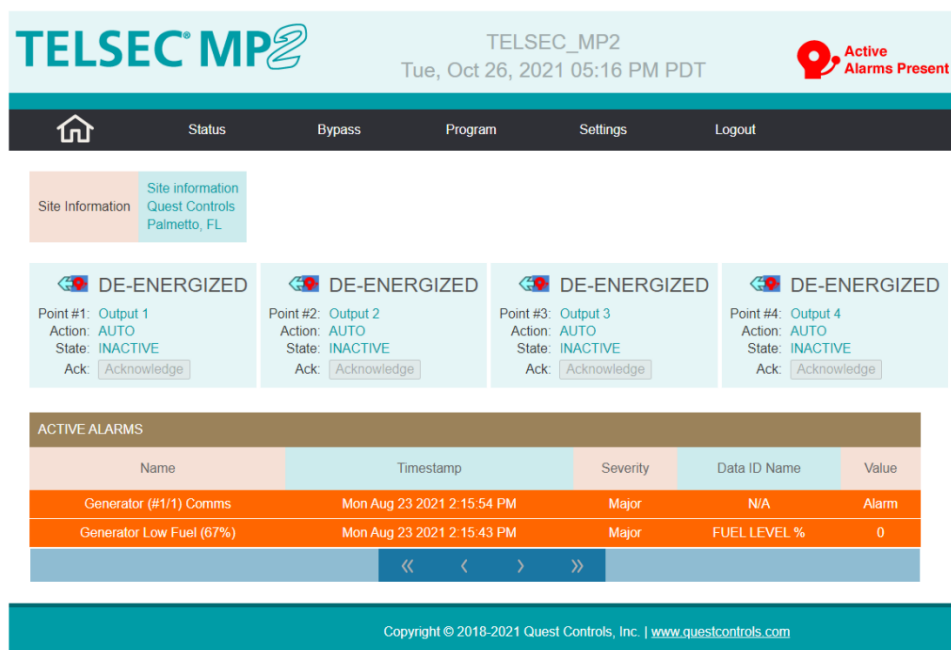 TELSEC® MP2
TELSEC_MP2
Tue, Oct 26, 2021 05:16 PM PDT
Active
Alarms Present
Status Bypass Program Settings Logout
Site Information
Site information
Quest Controls
Palmetto, FL
DE-ENERGIZED
Point #1: Output 1
Action: AUTO
State: INACTIVE
Ack: Acknowledge
DE-ENERGIZED
Point #2: Output 2
Action: AUTO
State: INACTIVE
Ack: Acknowledge
DE-ENERGIZED
Point #3: Output 3
Action: AUTO
State: INACTIVE
Ack: Acknowledge
DE-ENERGIZED
Point #4: Output 4
Action: AUTO
State: INACTIVE
Ack: Acknowledge
ACTIVE ALARMS
Name Timestamp Severity Data ID Name Value
Generator (#1/1) Comms Mon Aug 23 2021 2:15:54 PM Major N/A Alarm
Generator Low Fuel (67%) Mon Aug 23 2021 2:15:43 PM Major FUEL LEVEL % 0
« ‹ › »
Copyright © 2018-2021 Quest Controls, Inc. | www.questcontrols.com